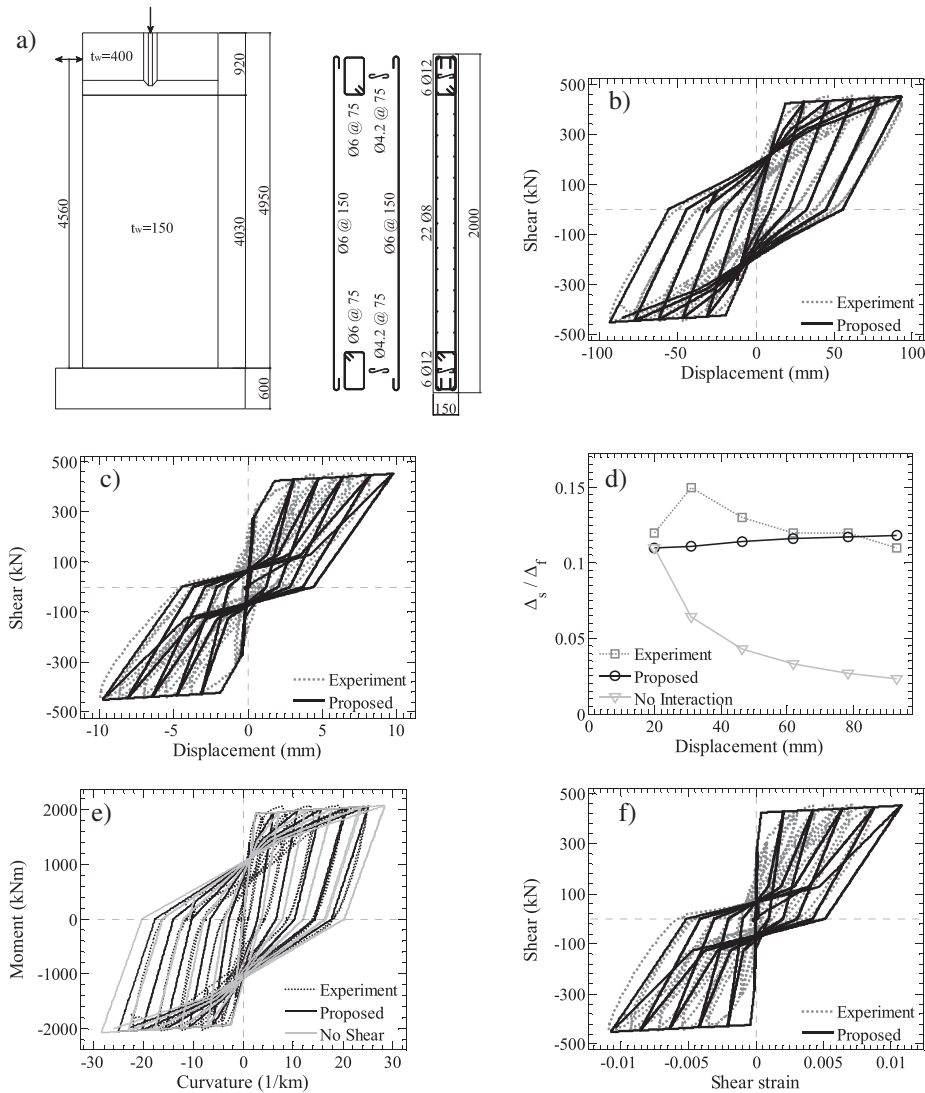 a)
tw=400
920
4560
tw=150
4030
4950
600
Ø6 @ 75
Ø4.2 @ 75
Ø6 @ 150
Ø6 @ 150
Ø6 @ 75
Ø4.2 @ 75
6 Ø12
22 Ø8
6 Ø12
2000
150
b)
500
300
100
-100
-300
-500
Shear (kN)
Experiment
Proposed
-100
-50
0
50
100
Displacement (mm)
c)
500
300
100
-100
-300
-500
Shear (kN)
Experiment
Proposed
-10
-5
0
5
10
Displacement (mm)
d)
0.15
0.1
0.05
0
Δs / Δf
Experiment
Proposed
No Interaction
0
20
40
60
80
Displacement (mm)
e)
2000
1000
0
-1000
-2000
Moment (kNm)
Experiment
Proposed
No Shear
-30
-20
-10
0
10
20
30
Curvature (1/km)
f)
500
300
100
-100
-300
-500
Shear (kN)
Experiment
Proposed
-0.01
-0.005
0
0.005
0.01
Shear strain